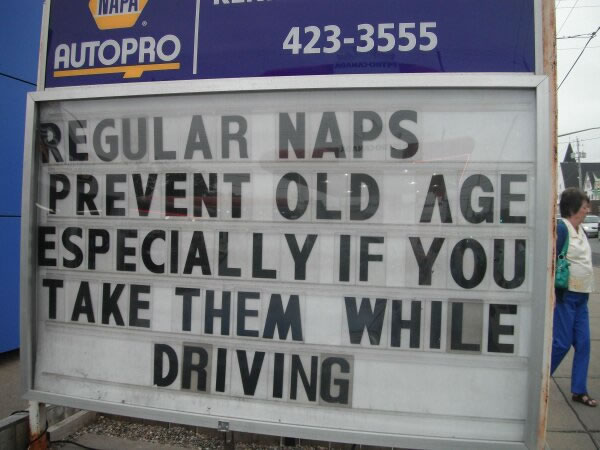 NAPA
AUTOPRO
423-3555
REGULAR NAPS
PREVENT OLD AGE
ESPECIALLY IF YOU
TAKE THEM WHILE
DRIVING